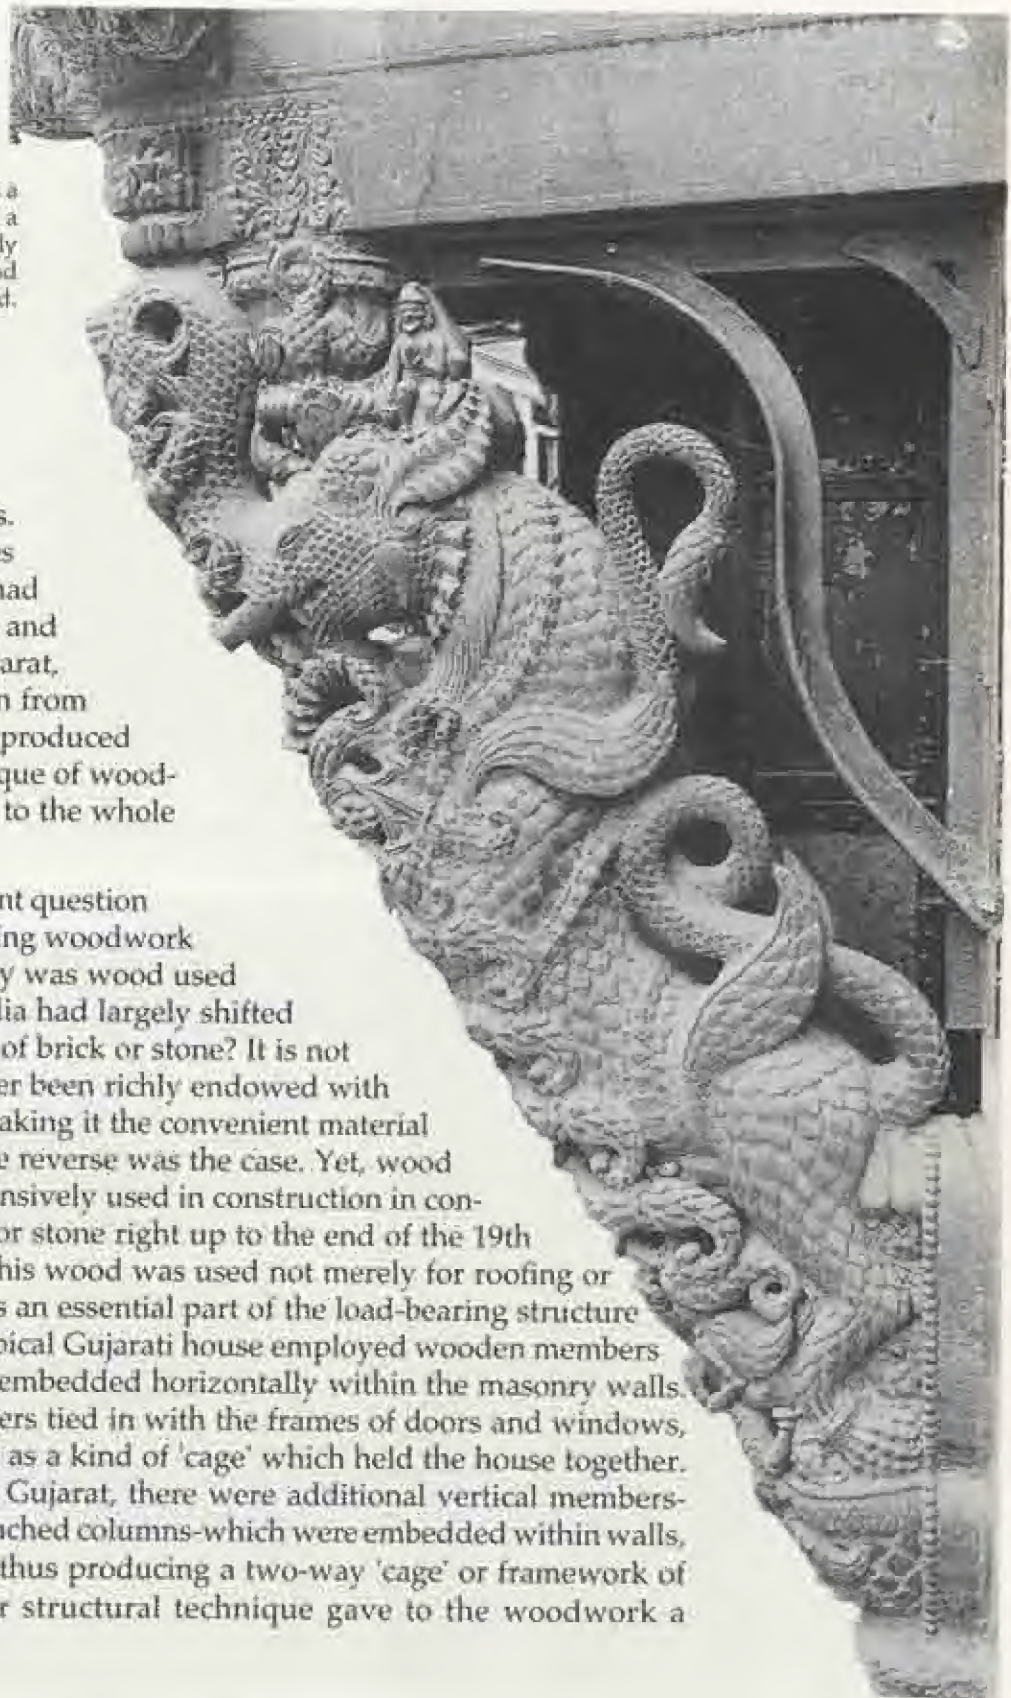 a
a
ly
d
d.
s.
es
had
and
arat,
n from
produced
que of wood-
to the whole
nt question
ing woodwork
y was wood used
dia had largely shifted
of brick or stone? It is not
er been richly endowed with
aking it the convenient material
e reverse was the case. Yet, wood
nsively used in construction in con-
or stone right up to the end of the 19th
his wood was used not merely for roofing or
s an essential part of the load-bearing structure
pical Gujarati house employed wooden members
embedded horizontally within the masonry walls.
ers tied in with the frames of doors and windows,
as a kind of 'cage' which held the house together.
Gujarat, there were additional vertical members-
ached columns-which were embedded within walls,
thus producing a two-way 'cage' or framework of
r structural technique gave to the woodwork a